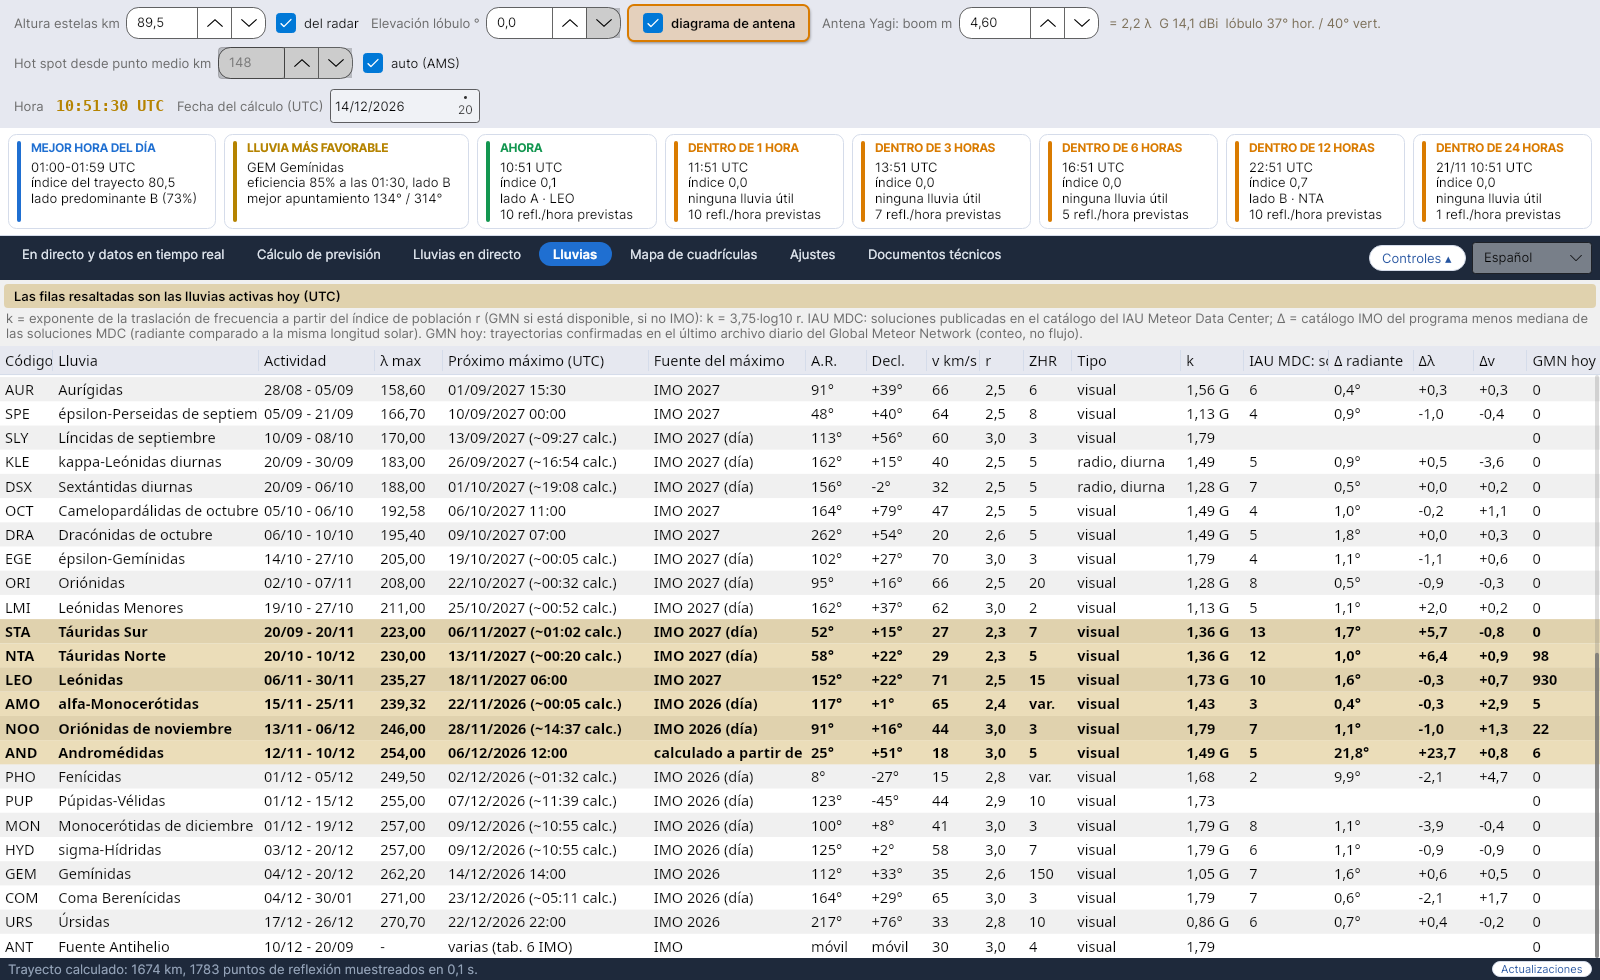 Altura estelas km 89,5 del radar Elevación lóbulo ° 0,0 diagrama de antena Antena Yagi: boom m 4,60 = 2,2 λ G 14,1 dBi lóbulo 37° hor. / 40° vert.
Hot spot desde punto medio km 148 auto (AMS)
Hora 10:51:30 UTC Fecha del cálculo (UTC) 14/12/2026 20
MEJOR HORA DEL DÍA
01:00-01:59 UTC
índice del trayecto 80,5
lado predominante B (73%)
LLUVIA MÁS FAVORABLE
GEM Gemínidas
eficiencia 85% a las 01:30, lado B
mejor apuntamiento 134° / 314°
AHORA
10:51 UTC
índice 0,1
lado A · LEO
10 refl./hora previstas
DENTRO DE 1 HORA
11:51 UTC
índice 0,0
ninguna lluvia útil
10 refl./hora previstas
DENTRO DE 3 HORAS
13:51 UTC
índice 0,0
ninguna lluvia útil
7 refl./hora previstas
DENTRO DE 6 HORAS
16:51 UTC
índice 0,0
ninguna lluvia útil
5 refl./hora previstas
DENTRO DE 12 HORAS
22:51 UTC
índice 0,7
lado B · NTA
10 refl./hora previstas
DENTRO DE 24 HORAS
21/11 10:51 UTC
índice 0,0
ninguna lluvia útil
1 refl./hora previstas
En directo y datos en tiempo real Cálculo de previsión Lluvias en directo Lluvias Mapa de cuadrículas Ajustes Documentos técnicos Controles ▴ Español
Las filas resaltadas son las lluvias activas hoy (UTC)
k = exponente de la traslación de frecuencia a partir del índice de población r (GMN si está disponible, si no IMO): k = 3,75·log10 r. IAU MDC: soluciones publicadas en el catálogo del IAU Meteor Data Center; Δ = catálogo IMO del programa menos mediana de
las soluciones MDC (radiante comparado a la misma longitud solar). GMN hoy: trayectorias confirmadas en el último archivo diario del Global Meteor Network (conteo, no flujo).
Código Lluvia Actividad λ max Próximo máximo (UTC) Fuente del máximo A.R. Decl. v km/s r ZHR Tipo k IAU MDC: so Δ radiante Δλ Δv GMN hoy
AUR Aurígidas 28/08 - 05/09 158,60 01/09/2027 15:30 IMO 2027 91° +39° 66 2,5 6 visual 1,56 G 6 0,4° +0,3 +0,3 0
SPE épsilon-Perseidas de septiem 05/09 - 21/09 166,70 10/09/2027 00:00 IMO 2027 48° +40° 64 2,5 8 visual 1,13 G 4 0,9° -1,0 -0,4 0
SLY Líncidas de septiembre 10/09 - 08/10 170,00 13/09/2027 (~09:27 calc.) IMO 2027 (día) 113° +56° 60 3,0 3 visual 1,79 0
KLE kappa-Leónidas diurnas 20/09 - 30/09 183,00 26/09/2027 (~16:54 calc.) IMO 2027 (día) 162° +15° 40 2,5 5 radio, diurna 1,49 5 0,9° +0,5 -3,6 0
DSX Sextántidas diurnas 20/09 - 06/10 188,00 01/10/2027 (~19:08 calc.) IMO 2027 (día) 156° -2° 32 2,5 5 radio, diurna 1,28 G 7 0,5° +0,0 +0,2 0
OCT Camelopardálidas de octubre 05/10 - 06/10 192,58 06/10/2027 11:00 IMO 2027 164° +79° 47 2,5 5 visual 1,49 G 4 1,0° -0,2 +1,1 0
DRA Dracónidas de octubre 06/10 - 10/10 195,40 09/10/2027 07:00 IMO 2027 262° +54° 20 2,6 5 visual 1,49 G 5 1,8° +0,0 +0,3 0
EGE épsilon-Gemínidas 14/10 - 27/10 205,00 19/10/2027 (~00:05 calc.) IMO 2027 (día) 102° +27° 70 3,0 3 visual 1,79 4 1,1° -1,1 +0,6 0
ORI Oriónidas 02/10 - 07/11 208,00 22/10/2027 (~00:32 calc.) IMO 2027 (día) 95° +16° 66 2,5 20 visual 1,28 G 8 0,5° -0,9 -0,3 0
LMI Leónidas Menores 19/10 - 27/10 211,00 25/10/2027 (~00:52 calc.) IMO 2027 (día) 162° +37° 62 3,0 2 visual 1,13 G 5 1,1° +2,0 +0,2 0
STA Táuridas Sur 20/09 - 20/11 223,00 06/11/2027 (~01:02 calc.) IMO 2027 (día) 52° +15° 27 2,3 7 visual 1,36 G 13 1,7° +5,7 -0,8 0
NTA Táuridas Norte 20/10 - 10/12 230,00 13/11/2027 (~00:20 calc.) IMO 2027 (día) 58° +22° 29 2,3 5 visual 1,36 G 12 1,0° +6,4 +0,9 98
LEO Leónidas 06/11 - 30/11 235,27 18/11/2027 06:00 IMO 2027 152° +22° 71 2,5 15 visual 1,73 G 10 1,6° -0,3 +0,7 930
AMO alfa-Monocerótidas 15/11 - 25/11 239,32 22/11/2026 (~00:05 calc.) IMO 2026 (día) 117° +1° 65 2,4 var. visual 1,43 3 0,4° -0,3 +2,9 5
NOO Oriónidas de noviembre 13/11 - 06/12 246,00 28/11/2026 (~14:37 calc.) IMO 2026 (día) 91° +16° 44 3,0 3 visual 1,79 7 1,1° -1,0 +1,3 22
AND Andromédidas 12/11 - 10/12 254,00 06/12/2026 12:00 calculado a partir de 25° +51° 18 3,0 5 visual 1,49 G 5 21,8° +23,7 +0,8 6
PHO Fenícidas 01/12 - 05/12 249,50 02/12/2026 (~01:32 calc.) IMO 2026 (día) 8° -27° 15 2,8 var. visual 1,68 2 9,9° -2,1 +4,7 0
PUP Púpidas-Vélidas 01/12 - 15/12 255,00 07/12/2026 (~11:39 calc.) IMO 2026 (día) 123° -45° 44 2,9 10 visual 1,73 0
MON Monocerótidas de diciembre 01/12 - 19/12 257,00 09/12/2026 (~10:55 calc.) IMO 2026 (día) 100° +8° 41 3,0 3 visual 1,79 G 8 1,1° -3,9 -0,4 0
HYD sigma-Hídridas 03/12 - 20/12 257,00 09/12/2026 (~10:55 calc.) IMO 2026 (día) 125° +2° 58 3,0 7 visual 1,79 G 6 1,1° -0,9 -0,9 0
GEM Gemínidas 04/12 - 20/12 262,20 14/12/2026 14:00 IMO 2026 112° +33° 35 2,6 150 visual 1,05 G 7 1,6° +0,6 +0,5 0
COM Coma Berenícidas 04/12 - 30/01 271,00 23/12/2026 (~05:11 calc.) IMO 2026 (día) 164° +29° 65 3,0 3 visual 1,79 7 0,6° -2,1 +1,7 0
URS Úrsidas 17/12 - 26/12 270,70 22/12/2026 22:00 IMO 2026 217° +76° 33 2,8 10 visual 0,86 G 6 0,7° +0,4 -0,2 0
ANT Fuente Antihelio 10/12 - 20/09 - varias (tab. 6 IMO) IMO móvil móvil 30 3,0 4 visual 1,79 0
Trayecto calculado: 1674 km, 1783 puntos de reflexión muestreados en 0,1 s. Actualizaciones